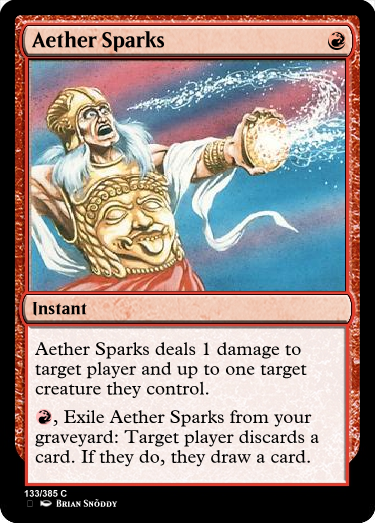 Aether Sparks
Instant
Aether Sparks deals 1 damage to
target player and up to one target
creature they control.
, Exile Aether Sparks from your
graveyard: Target player discards a
card. If they do, they draw a card.
133/385 C
Brian Snöddy